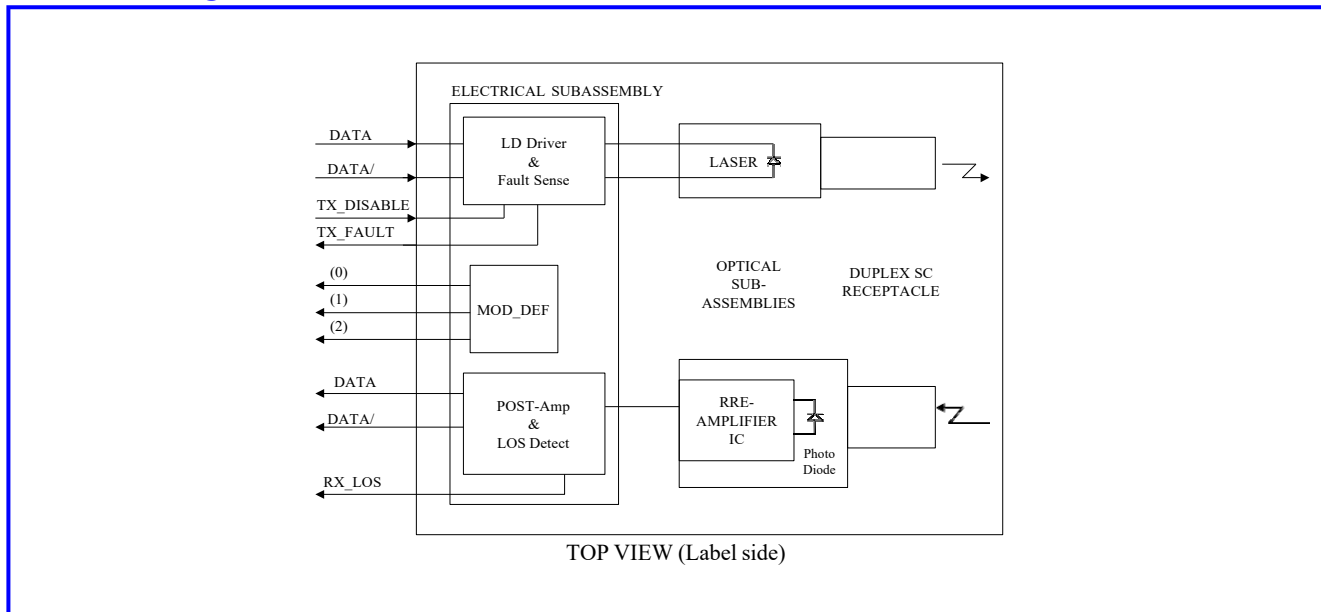 ELECTRICAL SUBASSEMBLY
DATA
DATA/
TX_DISABLE
TX_FAULT
LD Driver
&
Fault Sense
LASER
(0)
(1)
(2)
MOD_DEF
OPTICAL
SUB-
ASSEMBLIES
DUPLEX SC
RECEPTACLE
DATA
DATA/
RX_LOS
POST-Amp
&
LOS Detect
RRE-
AMPLIFIER
IC
Photo
Diode
TOP VIEW (Label side)